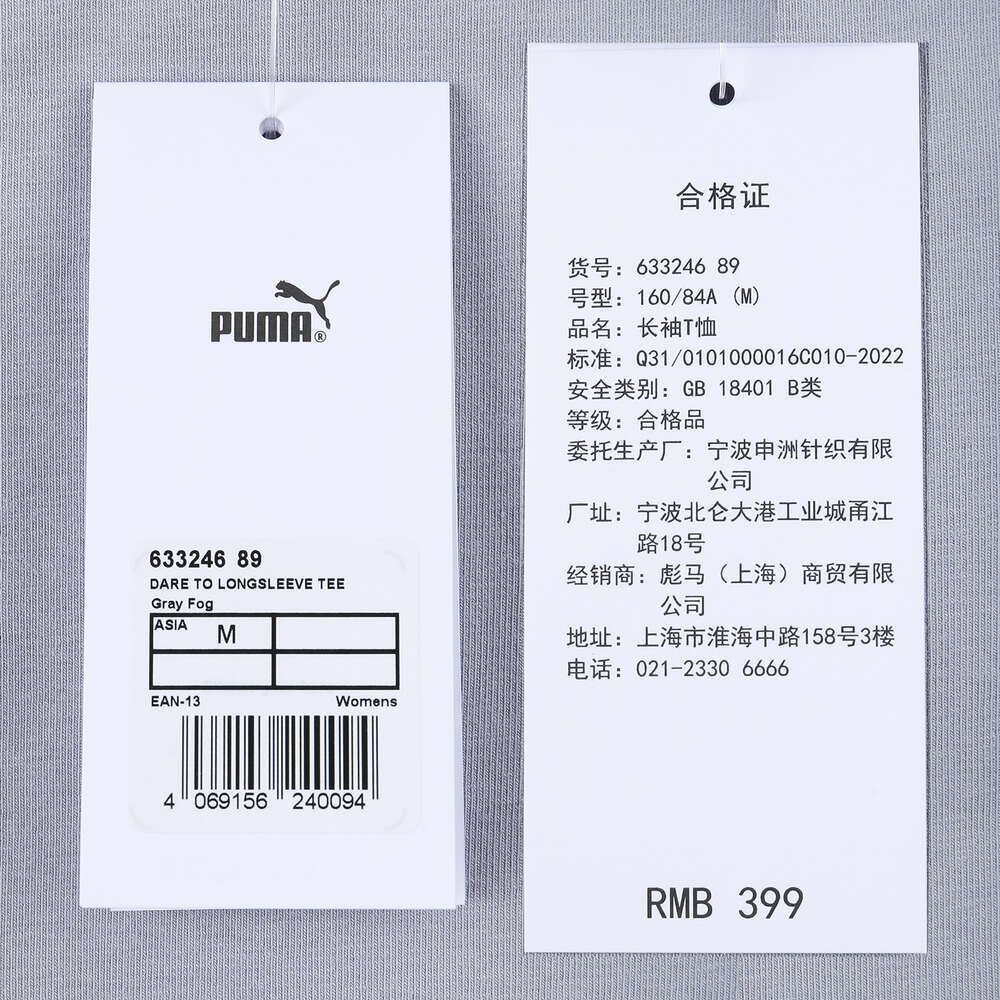 PUMA®
633246 89
DARE TO LONGSLEEVE TEE
Gray Fog
ASIA M
EAN-13 Womens
4 069156 240094
合格证
货号：633246 89
号型：160/84A (M)
品名：长袖T恤
标准：Q31/0101000016C010-2022
安全类别：GB 18401 B类
等级：合格品
委托生产厂：宁波申洲针织有限
公司
厂址：宁波北仑大港工业城甬江
路18号
经销商：彪马（上海）商贸有限
公司
地址：上海市淮海中路158号3楼
电话：021-2330 6666
RMB 399